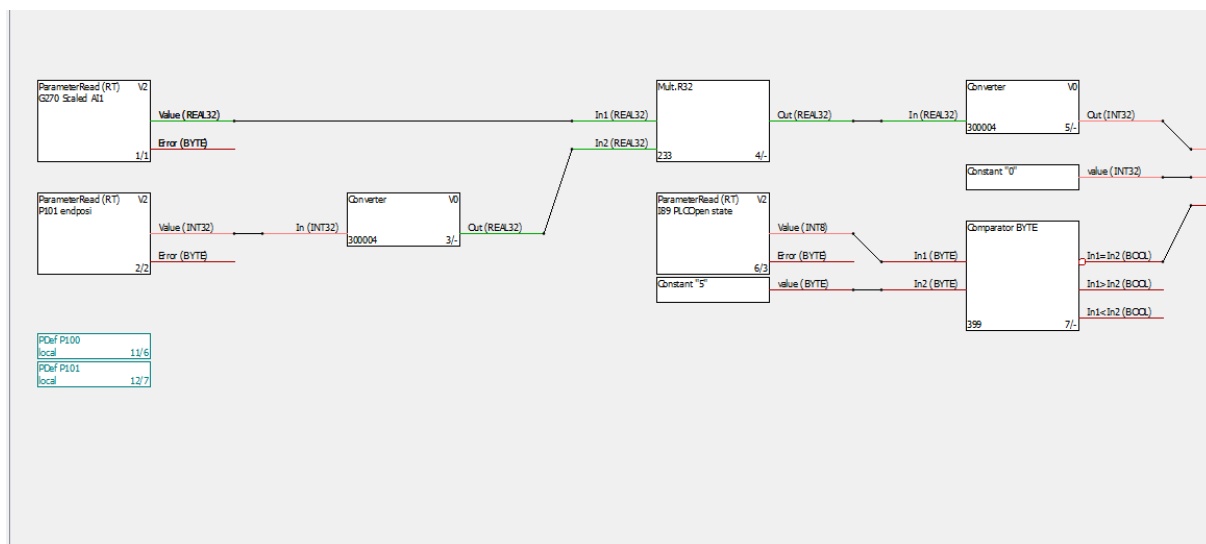 ParameterRead (RT) V2
G270 Scaled AI1
Value (REAL32)
Error (BYTE)
1/1
ParameterRead (RT) V2
P101 endposi
Value (INT32)
Error (BYTE)
2/2
Converter V0
In (INT32)
Out (REAL32)
300004 3/-
Mult.R32
In1 (REAL32)
In2 (REAL32)
Out (REAL32)
233 4/-
Converter V0
In (REAL32)
Out (INT32)
300004 5/-
Constant "0"
value (INT32)
ParameterRead (RT) V2
I89 PLCOpen state
Value (INT8)
Error (BYTE)
6/3
Constant "5"
value (BYTE)
Comparator BYTE
In1 (BYTE)
In2 (BYTE)
In1=In2 (BOOL)
In1>In2 (BOOL)
In1<In2 (BOOL)
399 7/-
PDef P100
local 11/6
PDef P101
local 12/7